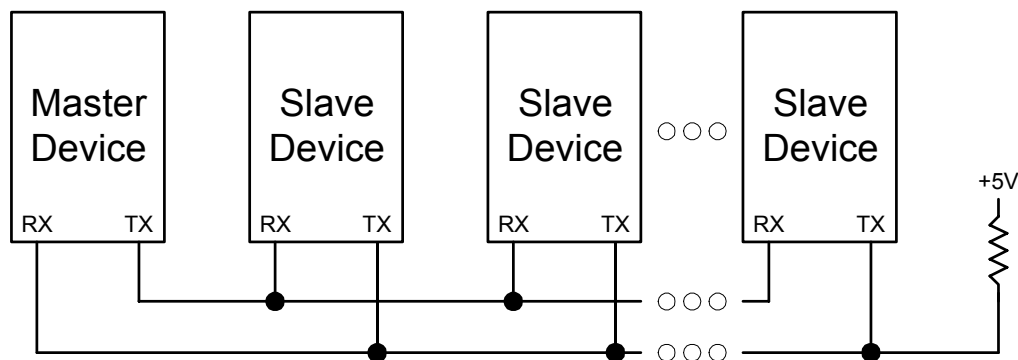 Master
Device
Slave
Device
Slave
Device
Slave
Device
+5V
RX TX
RX TX
RX TX
RX TX